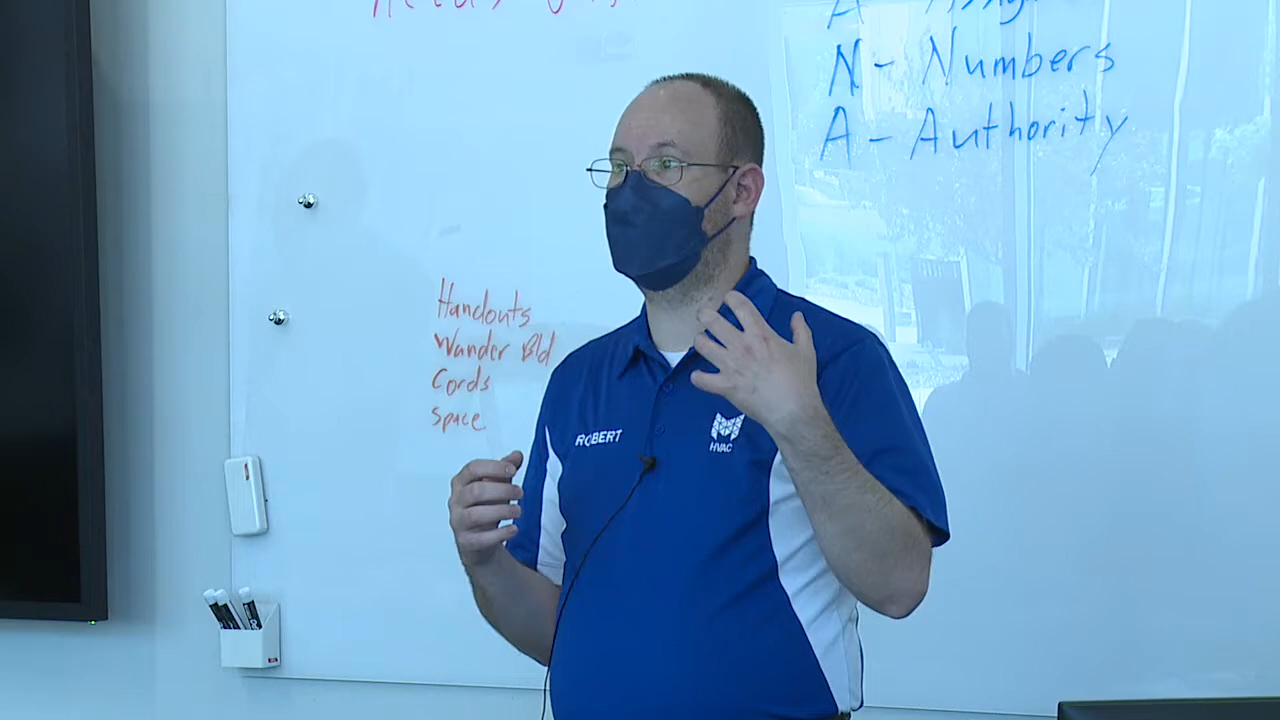 A -
N - Numbers
A - Authority
Handouts
Wander Bld
Cords
Space
ROBERT
HVAC